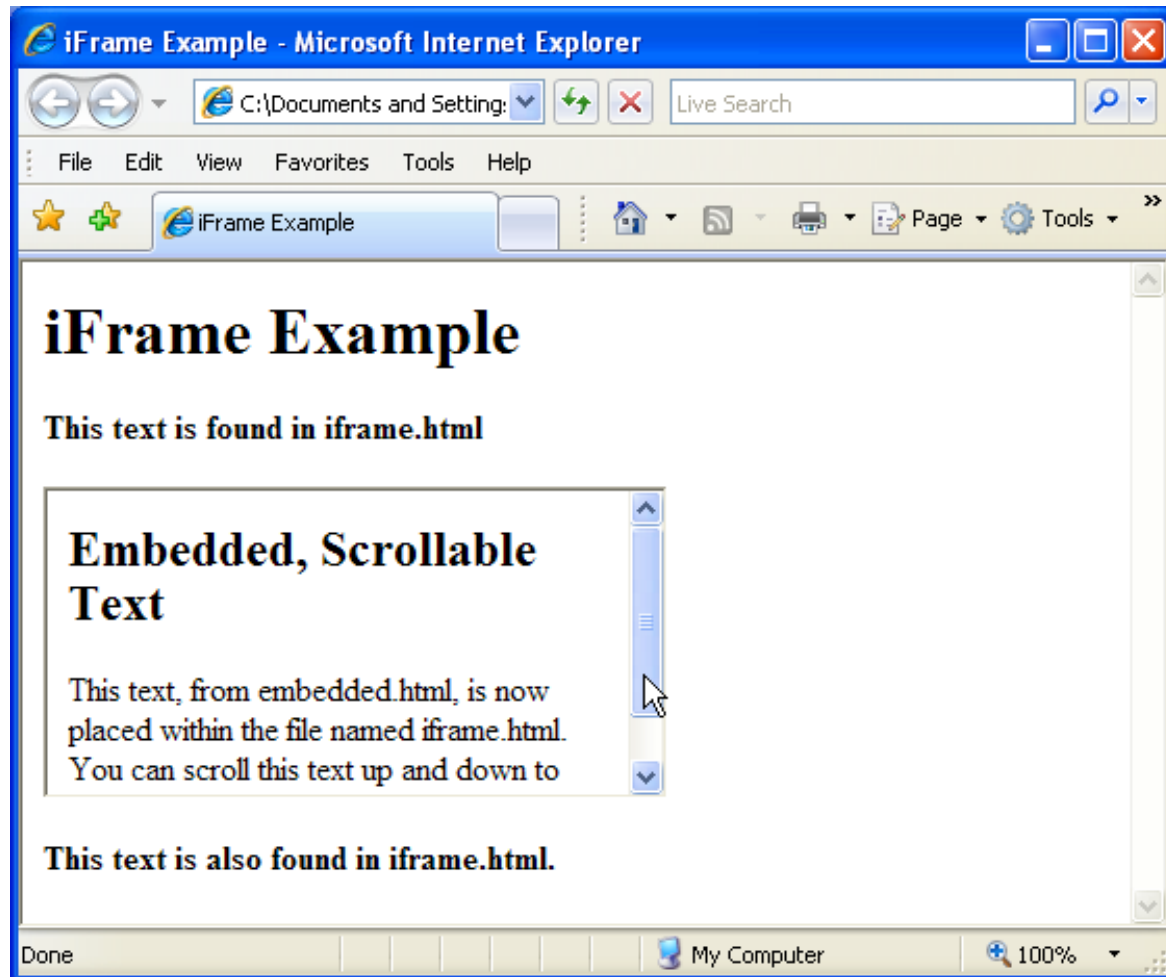 iFrame Example - Microsoft Internet Explorer
C:\Documents and Setting: Live Search
File Edit View Favorites Tools Help
iFrame Example Page Tools »
iFrame Example
This text is found in iframe.html
Embedded, Scrollable
Text
This text, from embedded.html, is now
placed within the file named iframe.html.
You can scroll this text up and down to
This text is also found in iframe.html.
Done My Computer 100%